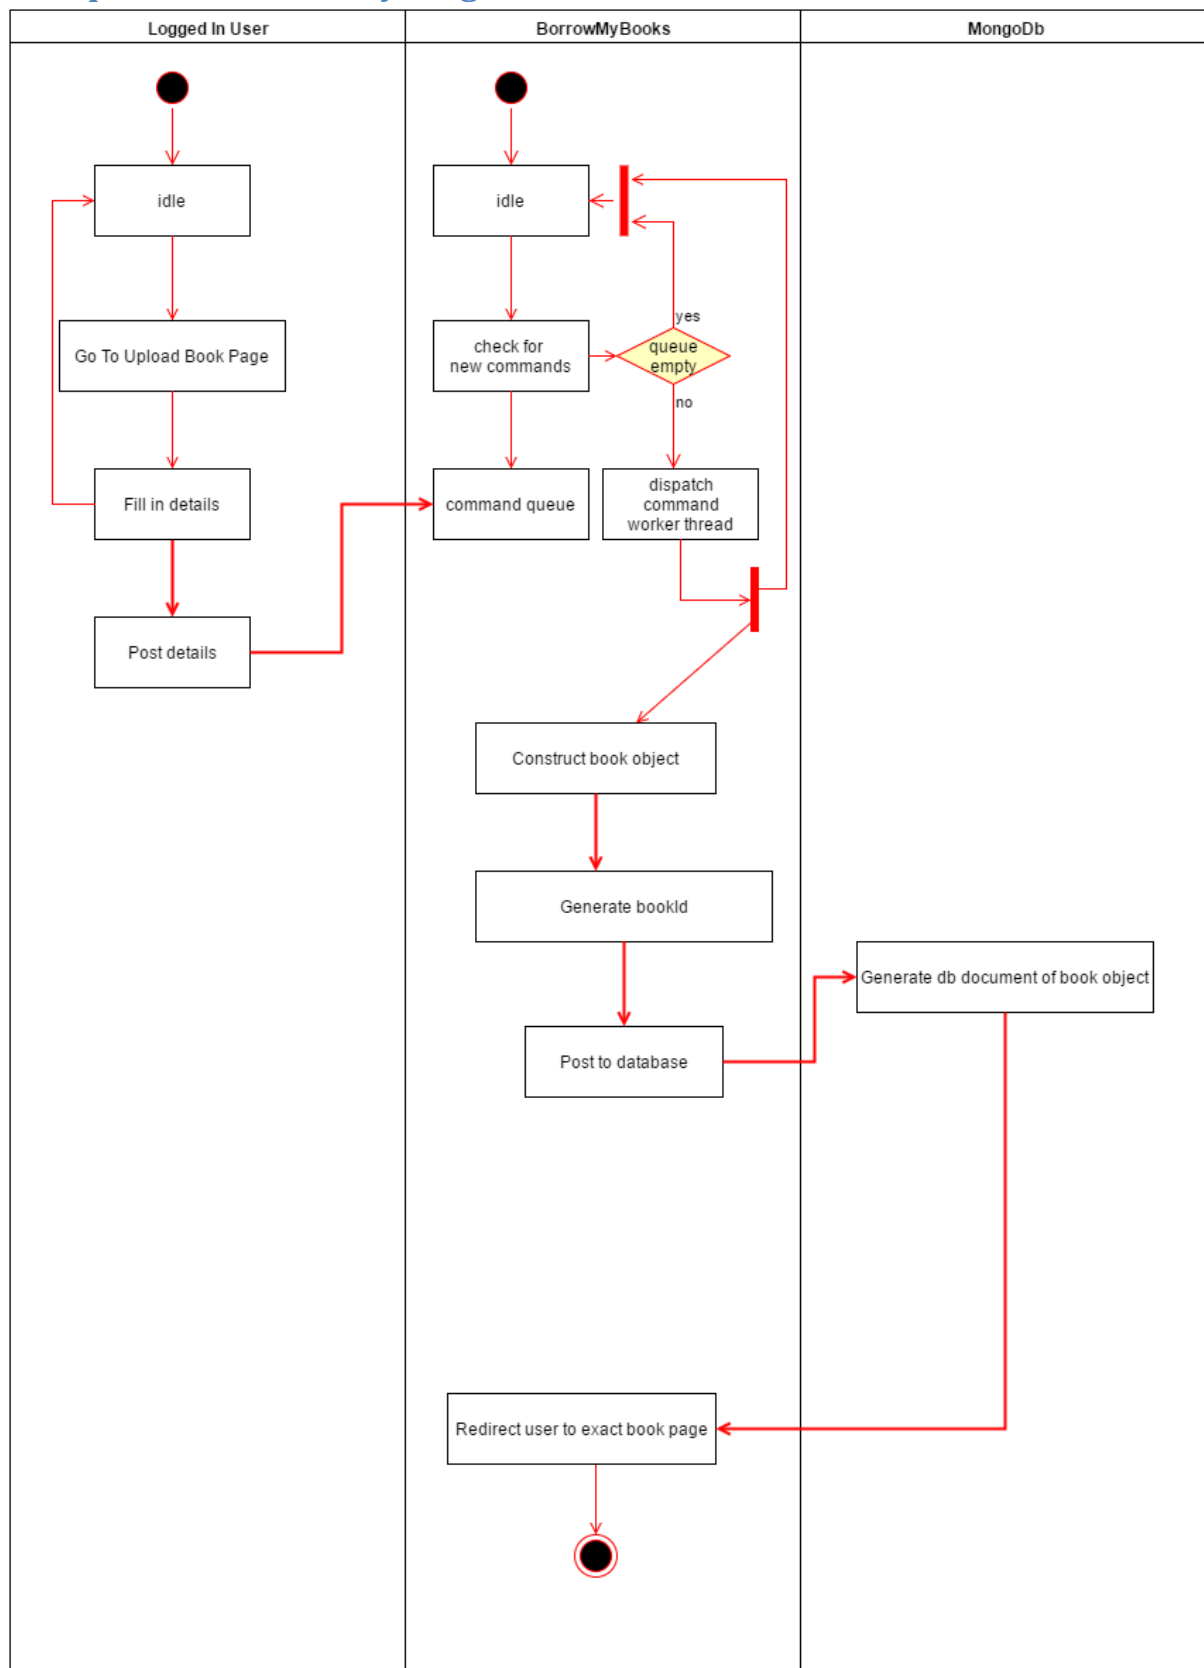 Logged In User
BorrowMyBooks
MongoDb
idle
idle
yes
Go To Upload Book Page
check for
new commands
queue
empty
no
Fill in details
command queue
dispatch
command
worker thread
Post details
Construct book object
Generate bookId
Generate db document of book object
Post to database
Redirect user to exact book page